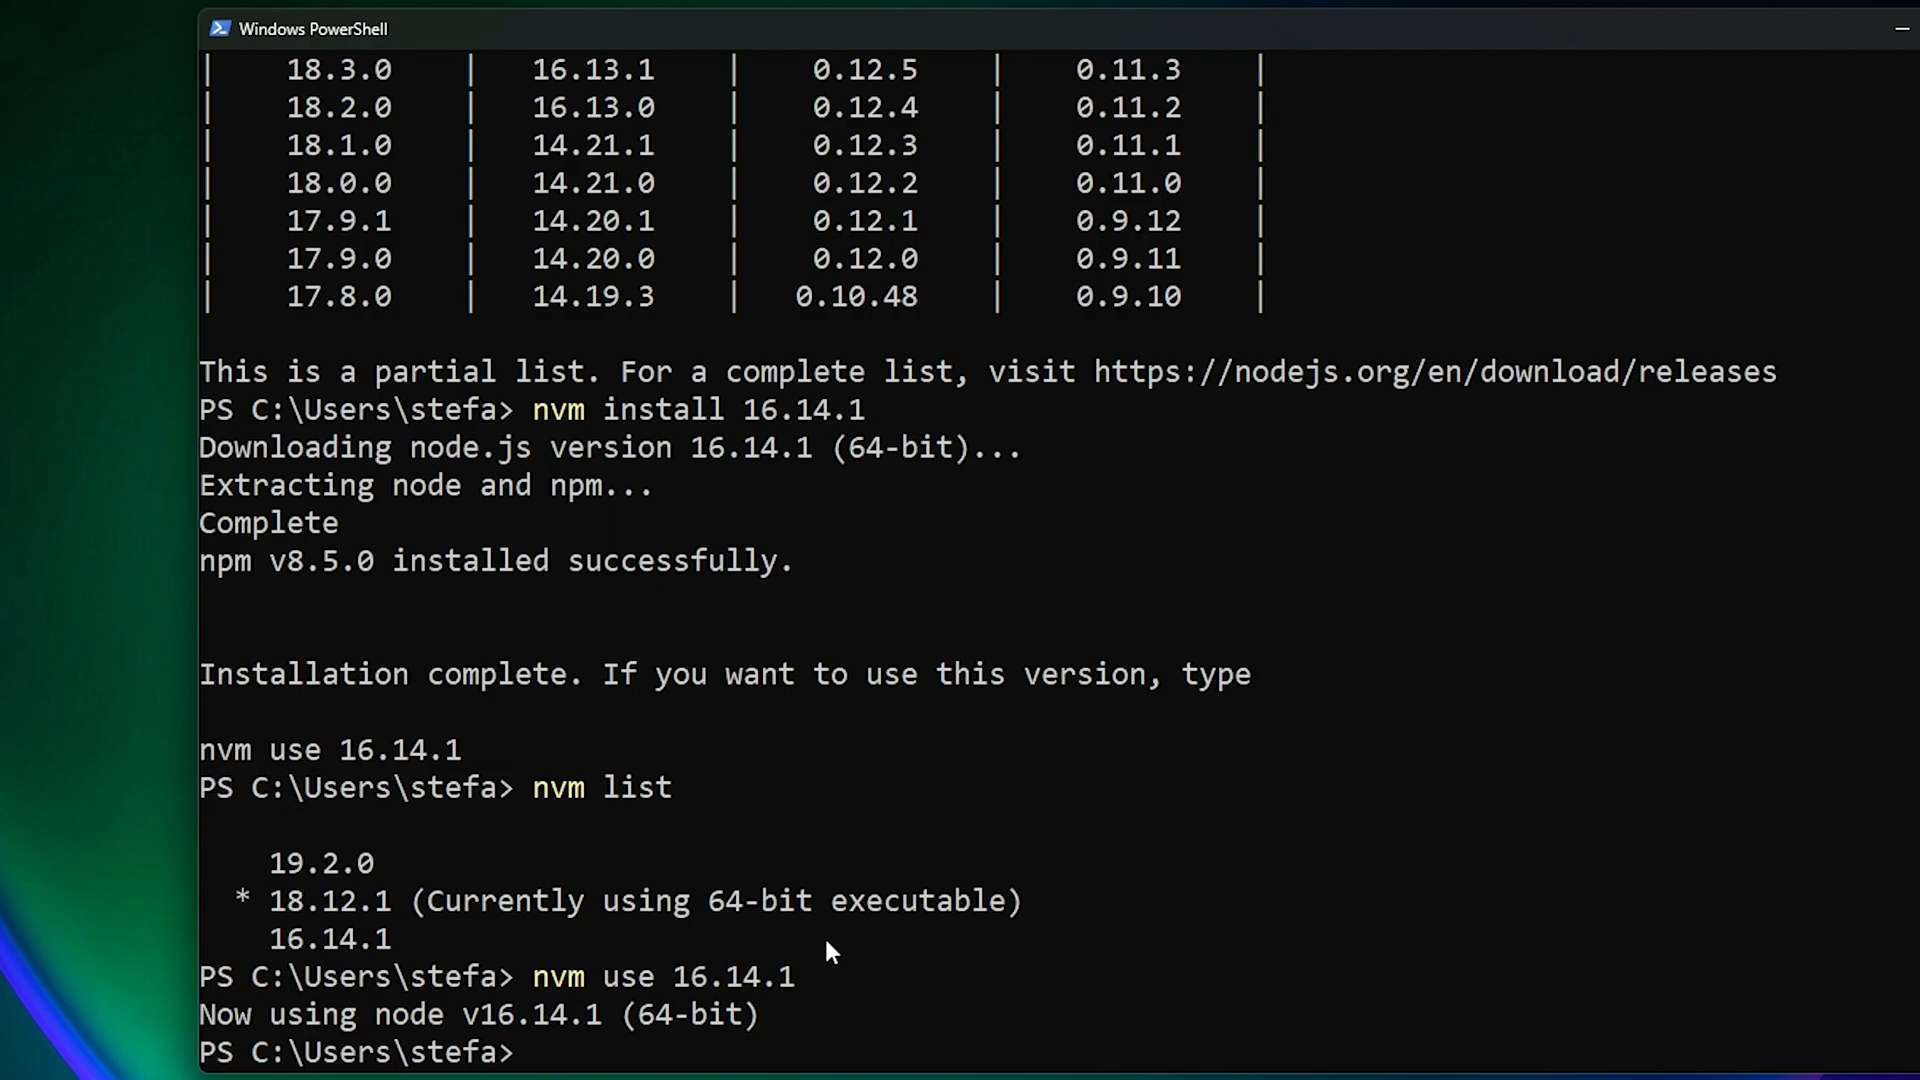 Windows PowerShell
| 18.3.0 | 16.13.1 | 0.12.5 | 0.11.3 |
| 18.2.0 | 16.13.0 | 0.12.4 | 0.11.2 |
| 18.1.0 | 14.21.1 | 0.12.3 | 0.11.1 |
| 18.0.0 | 14.21.0 | 0.12.2 | 0.11.0 |
| 17.9.1 | 14.20.1 | 0.12.1 | 0.9.12 |
| 17.9.0 | 14.20.0 | 0.12.0 | 0.9.11 |
| 17.8.0 | 14.19.3 | 0.10.48 | 0.9.10 |
This is a partial list. For a complete list, visit https://nodejs.org/en/download/releases
PS C:\Users\stefa> nvm install 16.14.1
Downloading node.js version 16.14.1 (64-bit)...
Extracting node and npm...
Complete
npm v8.5.0 installed successfully.
Installation complete. If you want to use this version, type
nvm use 16.14.1
PS C:\Users\stefa> nvm list
19.2.0
* 18.12.1 (Currently using 64-bit executable)
16.14.1
PS C:\Users\stefa> nvm use 16.14.1
Now using node v16.14.1 (64-bit)
PS C:\Users\stefa>